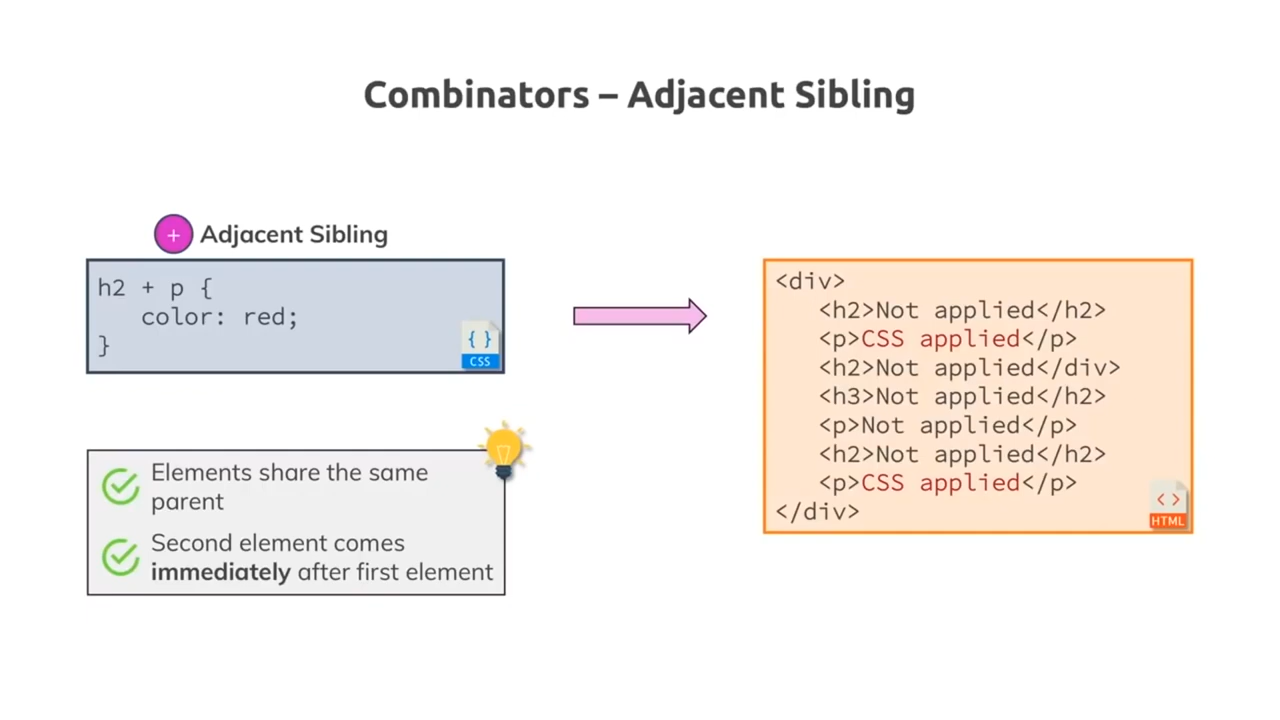 Combinators – Adjacent Sibling
+ Adjacent Sibling
h2 + p {
color: red;
}
{ }
CSS
Elements share the same
parent
Second element comes
immediately after first element
<div>
<h2>Not applied</h2>
<p>CSS applied</p>
<h2>Not applied</div>
<h3>Not applied</h2>
<p>Not applied</p>
<h2>Not applied</h2>
<p>CSS applied</p>
</div>
< >
HTML